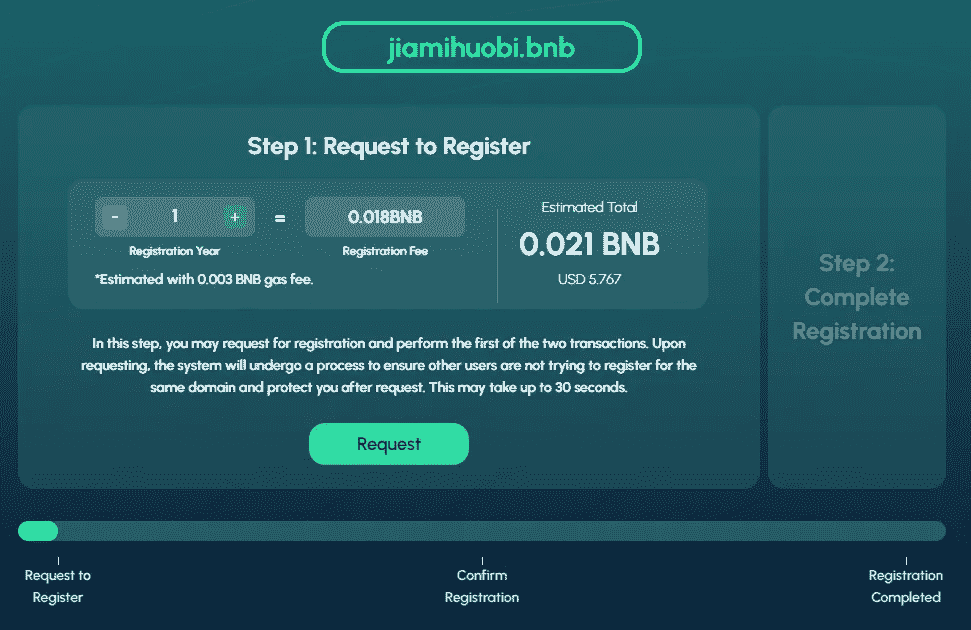 jiamihuobi.bnb
Step 1: Request to Register
- 1 + = 0.018BNB
Registration Year Registration Fee
*Estimated with 0.003 BNB gas fee.
Estimated Total
0.021 BNB
USD 5.767
In this step, you may request for registration and perform the first of the two transactions. Upon
requesting, the system will undergo a process to ensure other users are not trying to register for the
same domain and protect you after request. This may take up to 30 seconds.
Request
Step 2:
Complete
Registration
Request to
Register
Confirm
Registration
Registration
Completed